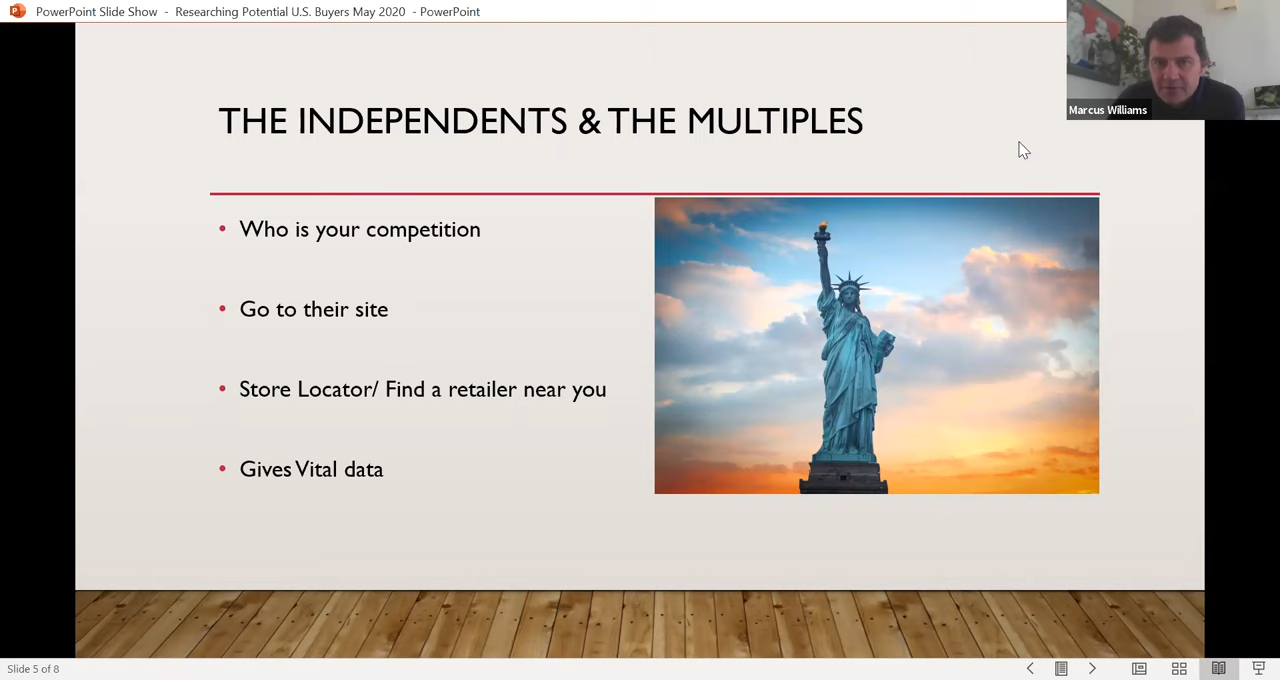 PowerPoint Slide Show - Researching Potential U.S. Buyers May 2020 - PowerPoint
Marcus Williams
THE INDEPENDENTS & THE MULTIPLES
• Who is your competition
• Go to their site
• Store Locator/ Find a retailer near you
• Gives Vital data
Slide 5 of 8